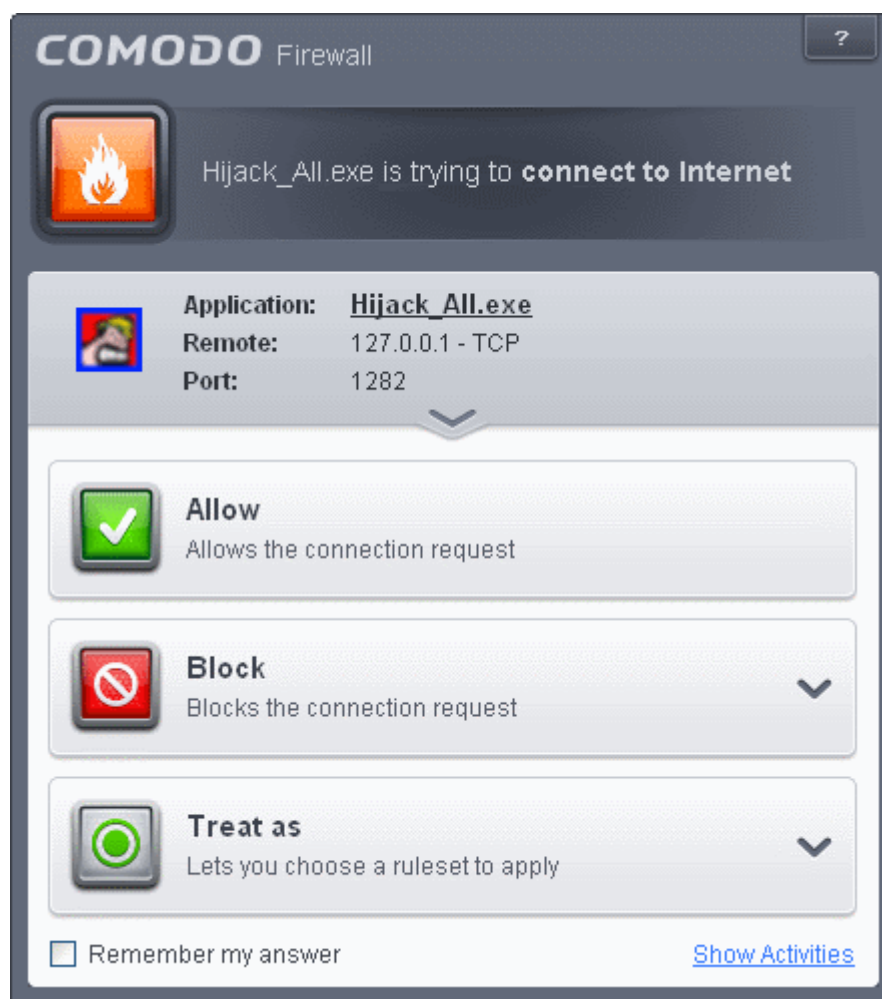 COMODO Firewall
?
Hijack_All.exe is trying to connect to Internet
Application: Hijack_All.exe
Remote: 127.0.0.1 - TCP
Port: 1282
Allow
Allows the connection request
Block
Blocks the connection request
Treat as
Lets you choose a ruleset to apply
Remember my answer Show Activities